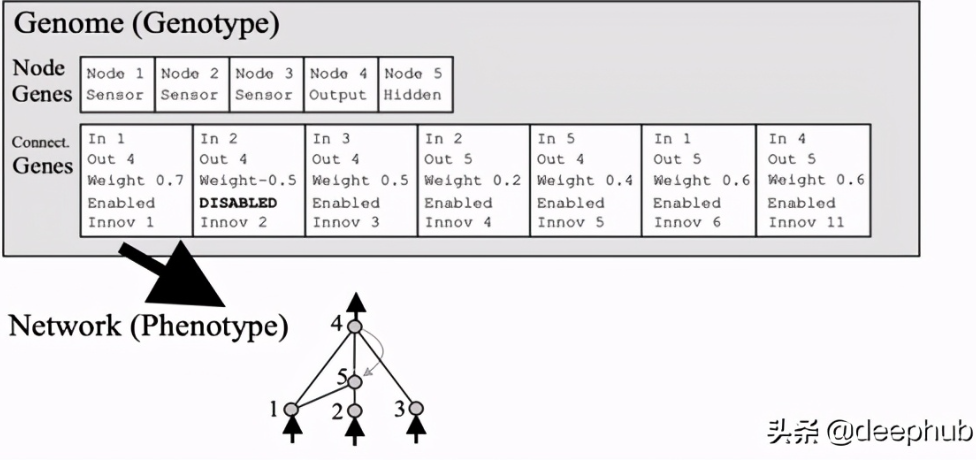 Genome (Genotype)
Node Genes
Node 1 Node 2 Node 3 Node 4 Node 5
Sensor Sensor Sensor Output Hidden
Connect. Genes
In 1 In 2 In 3 In 2 In 5 In 1 In 4
Out 4 Out 4 Out 4 Out 5 Out 4 Out 5 Out 5
Weight 0.7 Weight-0.5 Weight 0.5 Weight 0.2 Weight 0.4 Weight 0.6 Weight 0.6
Enabled DISABLED Enabled Enabled Enabled Enabled Enabled
Innov 1 Innov 2 Innov 3 Innov 4 Innov 5 Innov 6 Innov 11
Network (Phenotype)
4
5
1 2 3
头条 @deephub